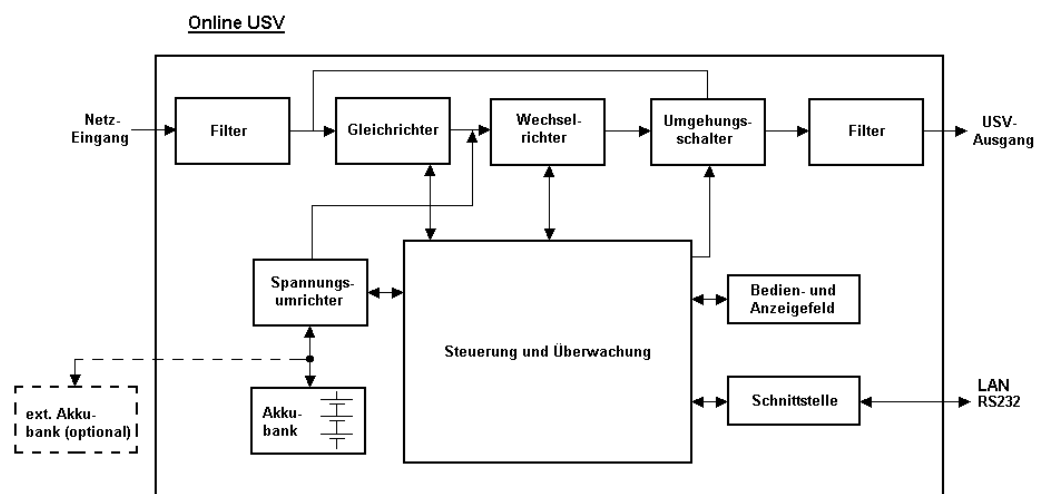 Online USV
Netz-
Eingang
Filter
Gleichrichter
Wechsel-
richter
Umgehungs-
schalter
Filter
USV-
Ausgang
Spannungs-
umrichter
Steuerung und Überwachung
Bedien- und
Anzeigefeld
ext. Akku-
bank (optional)
Akku-
bank
Schnittstelle
LAN
RS232